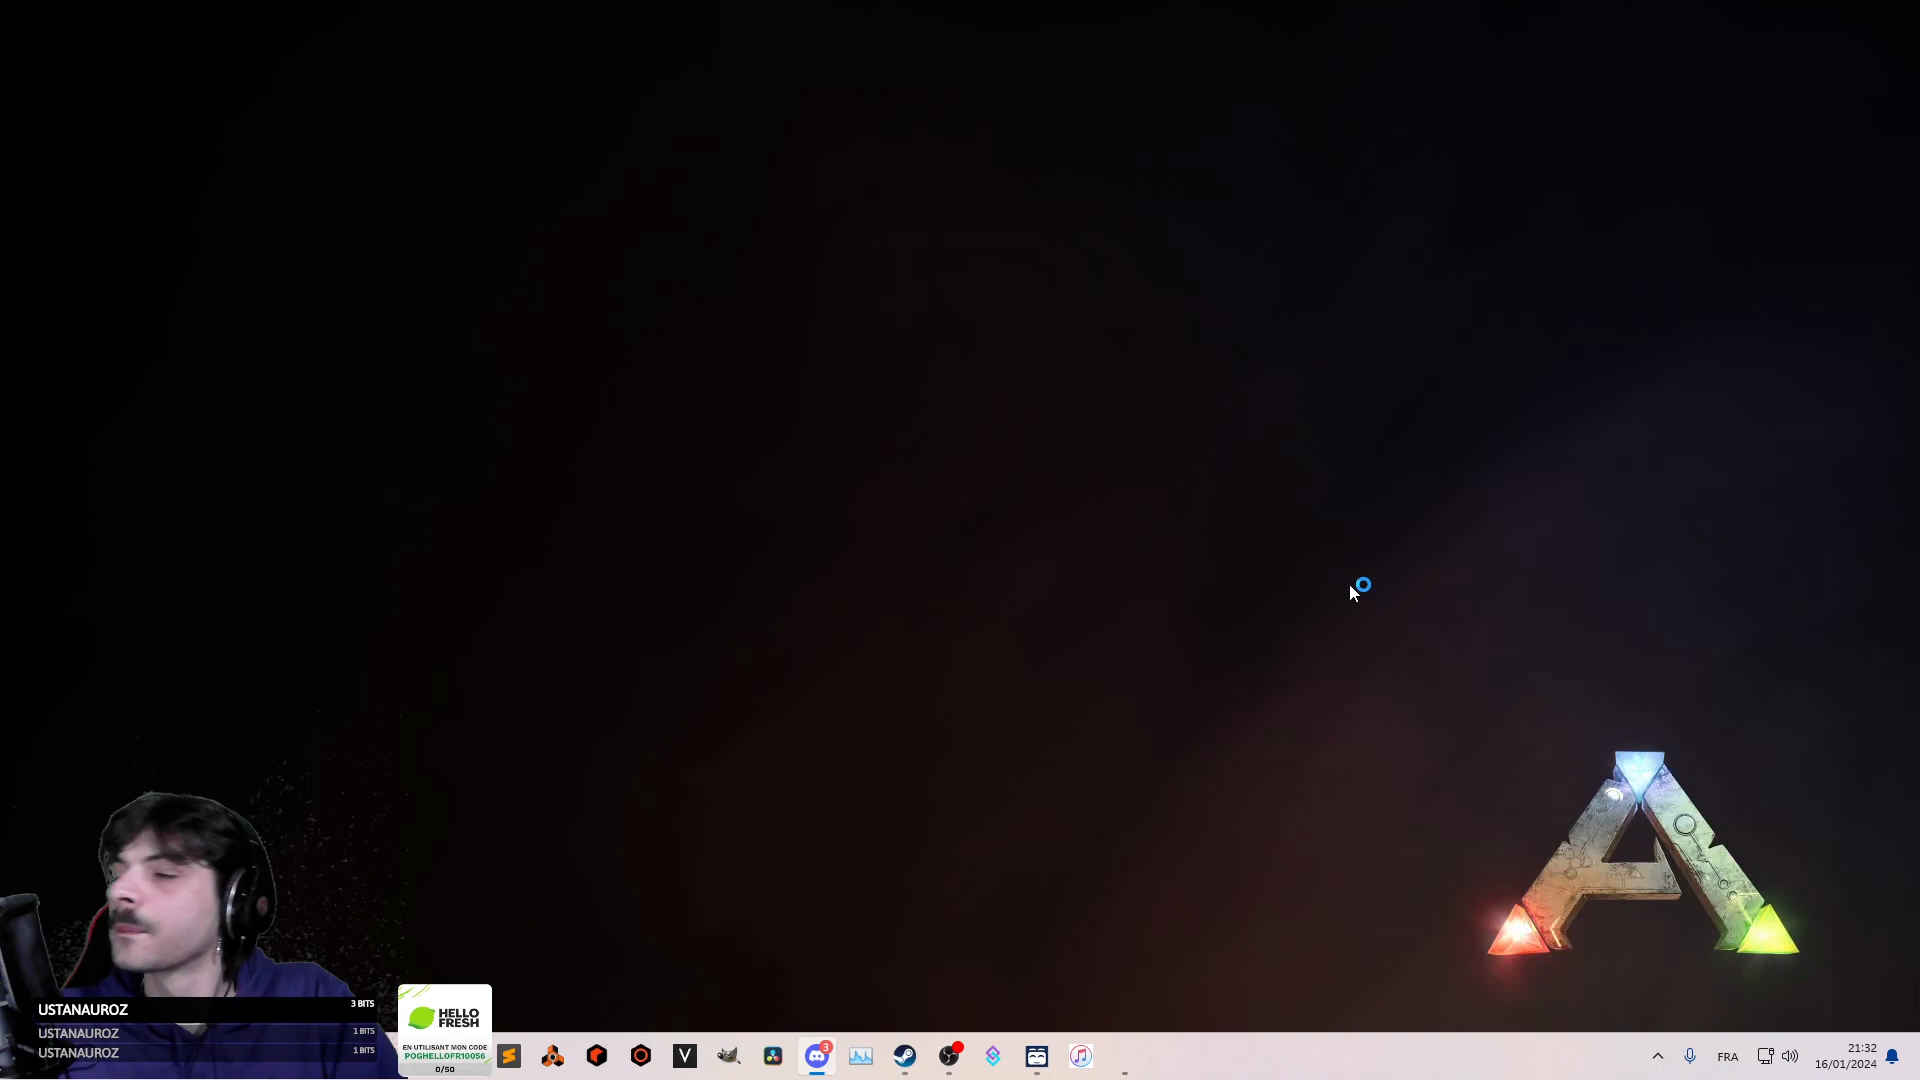 USTANAUROZ 3 BITS
USTANAUROZ 1 BITS
USTANAUROZ 1 BITS
HELLO
FRESH
EN UTILISANT MON CODE
POGHELLOFR10056
0/50
V
3
FRA
21:32
16/01/2024